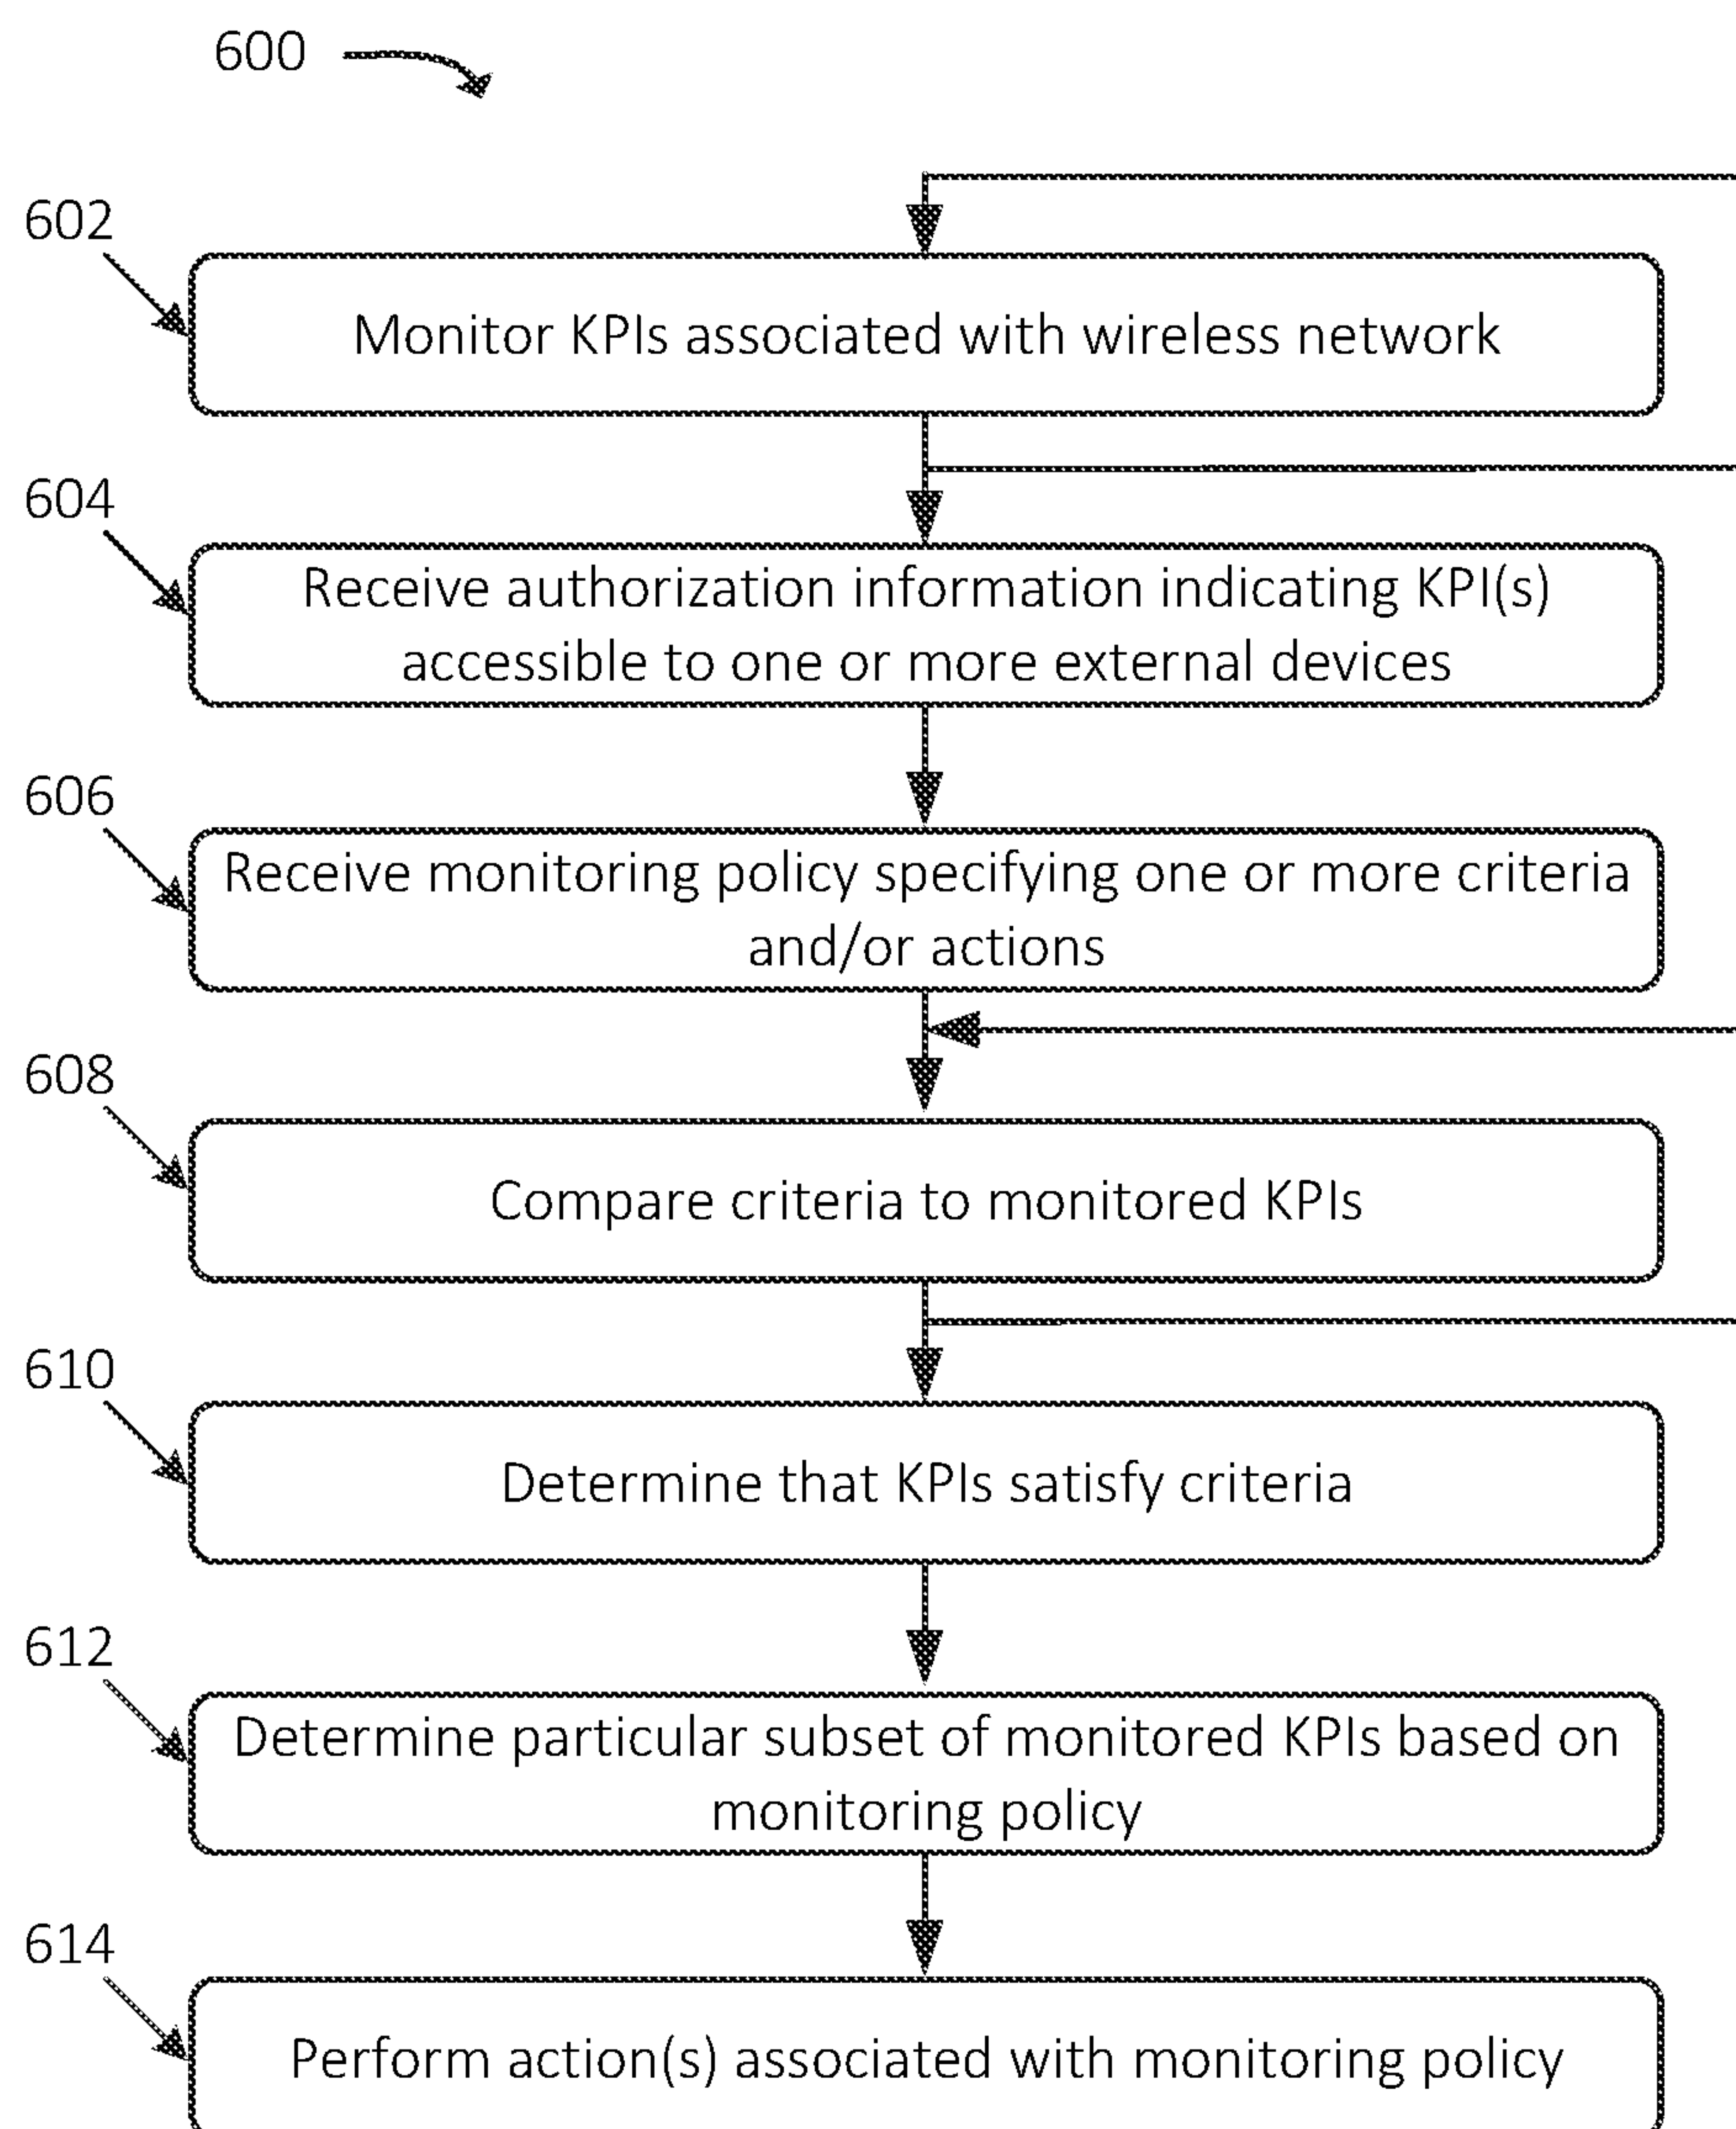 600
602
Monitor KPIs associated with wireless network
604
Receive authorization information indicating KPI(s)
accessible to one or more external devices
606
Receive monitoring policy specifying one or more criteria
and/or actions
608
Compare criteria to monitored KPIs
610
Determine that KPIs satisfy criteria
612
Determine particular subset of monitored KPIs based on
monitoring policy
614
Perform action(s) associated with monitoring policy